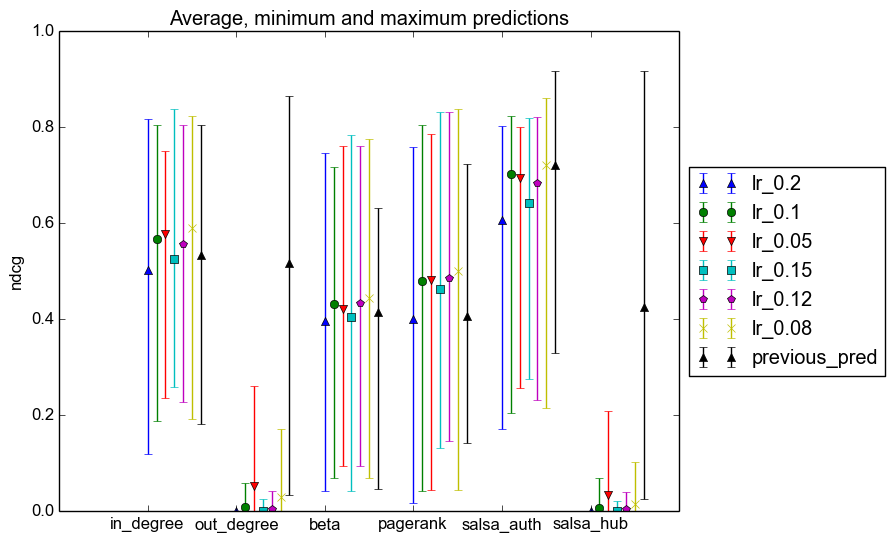 Average, minimum and maximum predictions
1.0
0.8
0.6
0.4
0.2
0.0
ndcg
in_degree
out_degree
beta
pagerank
salsa_auth
salsa_hub
lr_0.2
lr_0.1
lr_0.05
lr_0.15
lr_0.12
lr_0.08
previous_pred